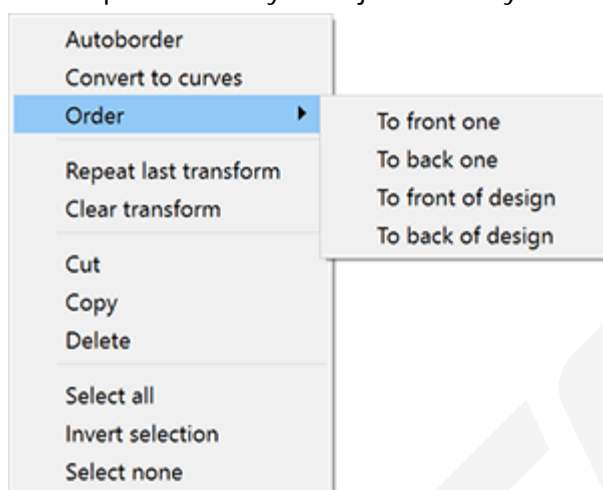 Autoborder
Convert to curves
Order
To front one
To back one
To front of design
To back of design
Repeat last transform
Clear transform
Cut
Copy
Delete
Select all
Invert selection
Select none